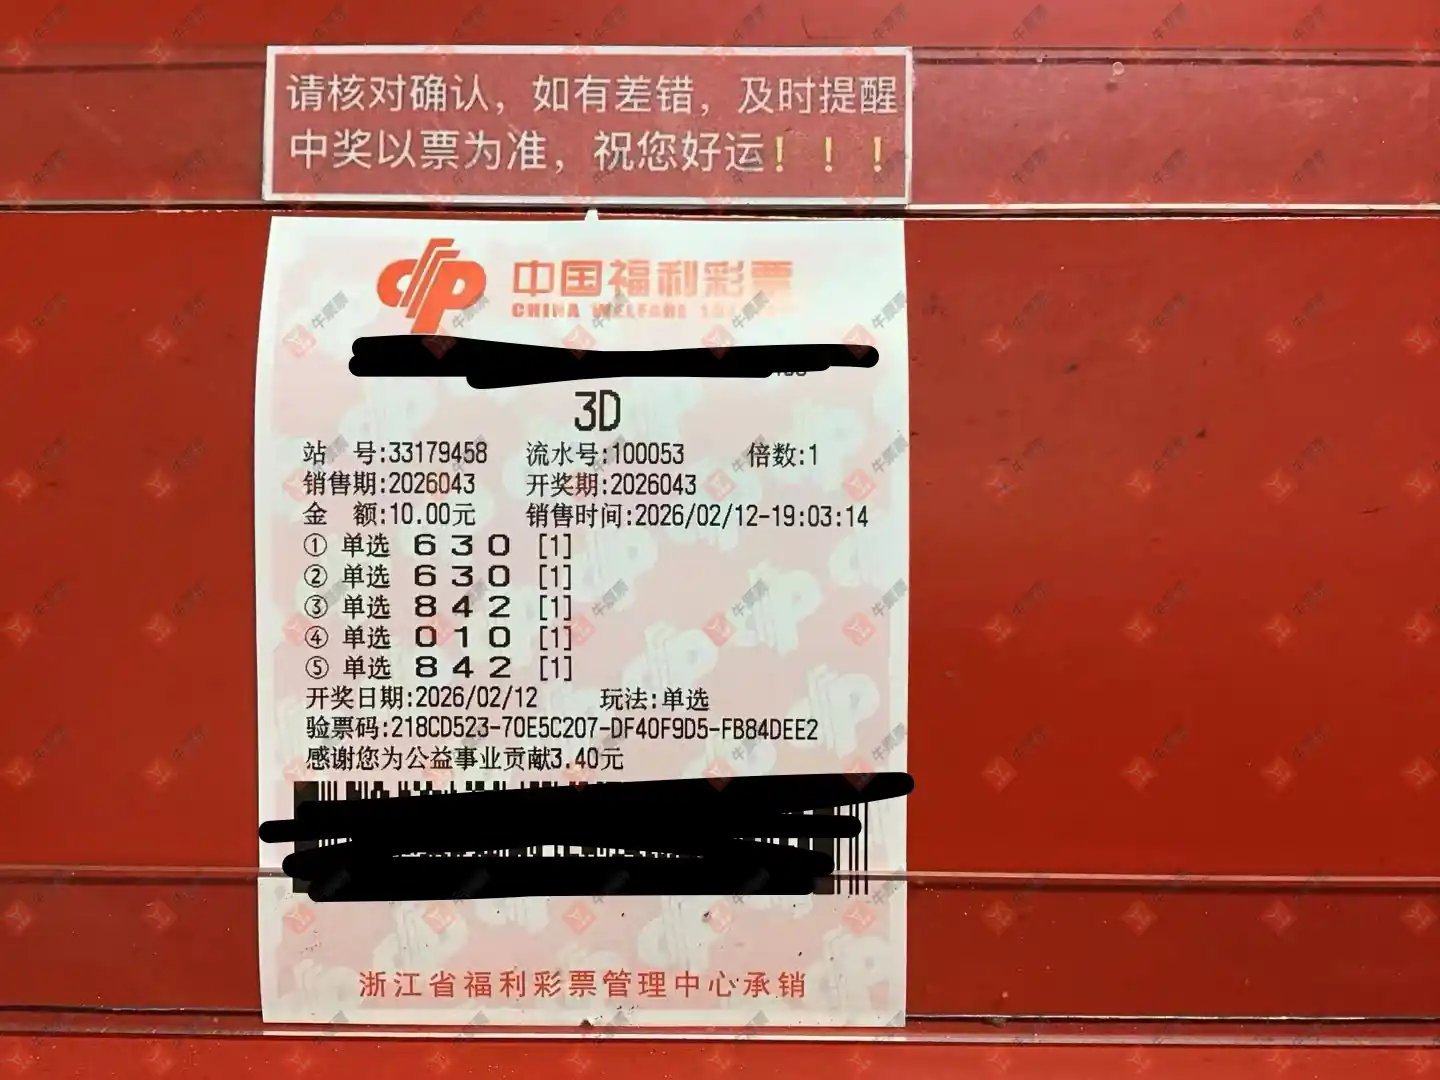 请核对确认，如有差错，及时提醒
中奖以票为准，祝您好运！！！
中国福利彩票
CHINA WELFARE
3D
站 号:33179458 流水号:100053 倍数:1
销售期:2026043 开奖期:2026043
金 额:10.00元 销售时间:2026/02/12-19:03:14
① 单选 6 3 0 [1]
② 单选 6 3 0 [1]
③ 单选 8 4 2 [1]
④ 单选 0 1 0 [1]
⑤ 单选 8 4 2 [1]
开奖日期:2026/02/12 玩法:单选
验票码:218CD523-70E5C207-DF40F9D5-FB84DEE2
感谢您为公益事业贡献3.40元
浙江省福利彩票管理中心承销
牛票票